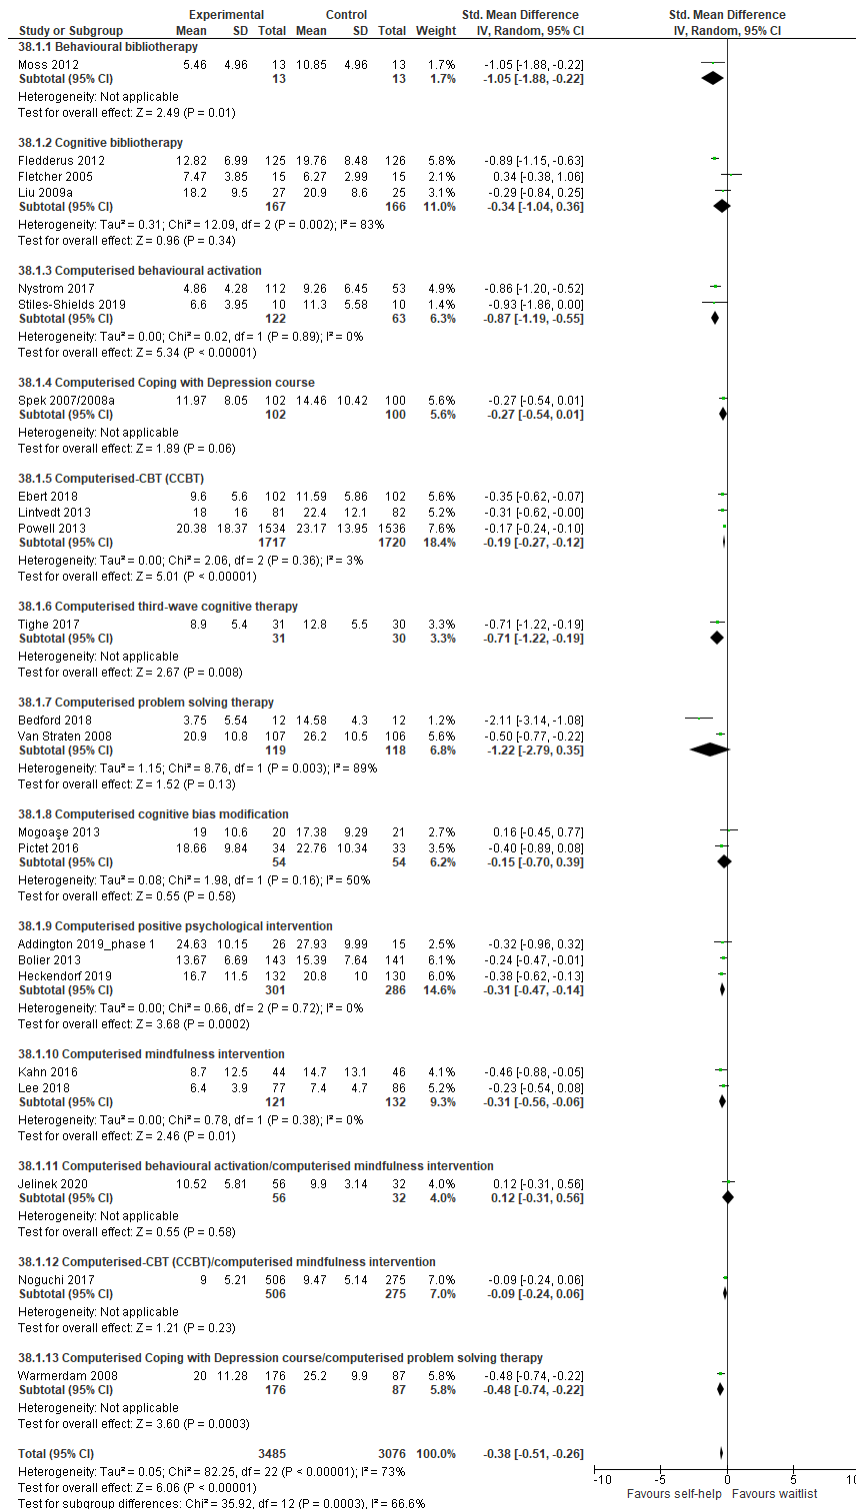 Experimental Control Std. Mean Difference Std. Mean Difference
Study or Subgroup Mean SD Total Mean SD Total Weight IV, Random, 95% CI IV, Random, 95% CI
38.1.1 Behavioural bibliotherapy
Moss 2012 5.46 4.96 13 10.85 4.96 13 1.7% -1.05 [-1.88, -0.22]
Subtotal (95% CI) 13 13 1.7% -1.05 [-1.88, -0.22]
Heterogeneity: Not applicable
Test for overall effect: Z = 2.49 (P = 0.01)
38.1.2 Cognitive bibliotherapy
Fledderus 2012 12.82 6.99 125 19.76 8.48 126 5.8% -0.89 [-1.15, -0.63]
Fletcher 2005 7.47 3.85 15 6.27 2.99 15 2.1% 0.34 [-0.38, 1.06]
Liu 2009a 18.2 9.5 27 20.9 8.6 25 3.1% -0.29 [-0.84, 0.25]
Subtotal (95% CI) 167 166 11.0% -0.34 [-1.04, 0.36]
Heterogeneity: Tau² = 0.31; Chi² = 12.09, df = 2 (P = 0.002); I² = 83%
Test for overall effect: Z = 0.96 (P = 0.34)
38.1.3 Computerised behavioural activation
Nystrom 2017 4.86 4.28 112 9.26 6.45 53 4.9% -0.86 [-1.20, -0.52]
Stiles-Shields 2019 6.6 3.95 10 11.3 5.58 10 1.4% -0.93 [-1.86, 0.00]
Subtotal (95% CI) 122 63 6.3% -0.87 [-1.19, -0.55]
Heterogeneity: Tau² = 0.00; Chi² = 0.02, df = 1 (P = 0.89); I² = 0%
Test for overall effect: Z = 5.34 (P < 0.00001)
38.1.4 Computerised Coping with Depression course
Spek 2007/2008a 11.97 8.05 102 14.46 10.42 100 5.6% -0.27 [-0.54, 0.01]
Subtotal (95% CI) 102 100 5.6% -0.27 [-0.54, 0.01]
Heterogeneity: Not applicable
Test for overall effect: Z = 1.89 (P = 0.06)
38.1.5 Computerised-CBT (CCBT)
Ebert 2018 9.6 5.6 102 11.59 5.86 102 5.6% -0.35 [-0.62, -0.07]
Lintvedt 2013 18 16 81 22.4 12.1 82 5.2% -0.31 [-0.62, -0.00]
Powell 2013 20.38 18.37 1534 23.17 13.95 1536 7.6% -0.17 [-0.24, -0.10]
Subtotal (95% CI) 1717 1720 18.4% -0.19 [-0.27, -0.12]
Heterogeneity: Tau² = 0.00; Chi² = 2.06, df = 2 (P = 0.36); I² = 3%
Test for overall effect: Z = 5.01 (P < 0.00001)
38.1.6 Computerised third-wave cognitive therapy
Tighe 2017 8.9 5.4 31 12.8 5.5 30 3.3% -0.71 [-1.22, -0.19]
Subtotal (95% CI) 31 30 3.3% -0.71 [-1.22, -0.19]
Heterogeneity: Not applicable
Test for overall effect: Z = 2.67 (P = 0.008)
38.1.7 Computerised problem solving therapy
Bedford 2018 3.75 5.54 12 14.58 4.3 12 1.2% -2.11 [-3.14, -1.08]
Van Straten 2008 20.9 10.8 107 26.2 10.5 106 5.6% -0.50 [-0.77, -0.22]
Subtotal (95% CI) 119 118 6.8% -1.22 [-2.79, 0.35]
Heterogeneity: Tau² = 1.15; Chi² = 8.76, df = 1 (P = 0.003); I² = 89%
Test for overall effect: Z = 1.52 (P = 0.13)
38.1.8 Computerised cognitive bias modification
Mogoaşe 2013 19 10.6 20 17.38 9.29 21 2.7% 0.16 [-0.45, 0.77]
Pictet 2016 18.66 9.84 34 22.76 10.34 33 3.5% -0.40 [-0.89, 0.08]
Subtotal (95% CI) 54 54 6.2% -0.15 [-0.70, 0.39]
Heterogeneity: Tau² = 0.08; Chi² = 1.98, df = 1 (P = 0.16); I² = 50%
Test for overall effect: Z = 0.55 (P = 0.58)
38.1.9 Computerised positive psychological intervention
Addington 2019_phase 1 24.63 10.15 26 27.93 9.99 15 2.5% -0.32 [-0.96, 0.32]
Bolier 2013 13.67 6.69 143 15.39 7.64 141 6.1% -0.24 [-0.47, -0.01]
Heckendorf 2019 16.7 11.5 132 20.8 10 130 6.0% -0.38 [-0.62, -0.13]
Subtotal (95% CI) 301 286 14.6% -0.31 [-0.47, -0.14]
Heterogeneity: Tau² = 0.00; Chi² = 0.66, df = 2 (P = 0.72); I² = 0%
Test for overall effect: Z = 3.68 (P = 0.0002)
38.1.10 Computerised mindfulness intervention
Kahn 2016 8.7 12.5 44 14.7 13.1 46 4.1% -0.46 [-0.88, -0.05]
Lee 2018 6.4 3.9 77 7.4 4.7 86 5.2% -0.23 [-0.54, 0.08]
Subtotal (95% CI) 121 132 9.3% -0.31 [-0.56, -0.06]
Heterogeneity: Tau² = 0.00; Chi² = 0.78, df = 1 (P = 0.38); I² = 0%
Test for overall effect: Z = 2.46 (P = 0.01)
38.1.11 Computerised behavioural activation/computerised mindfulness intervention
Jelinek 2020 10.52 5.81 56 9.9 3.14 32 4.0% 0.12 [-0.31, 0.56]
Subtotal (95% CI) 56 32 4.0% 0.12 [-0.31, 0.56]
Heterogeneity: Not applicable
Test for overall effect: Z = 0.55 (P = 0.58)
38.1.12 Computerised-CBT (CCBT)/computerised mindfulness intervention
Noguchi 2017 9 5.21 506 9.47 5.14 275 7.0% -0.09 [-0.24, 0.06]
Subtotal (95% CI) 506 275 7.0% -0.09 [-0.24, 0.06]
Heterogeneity: Not applicable
Test for overall effect: Z = 1.21 (P = 0.23)
38.1.13 Computerised Coping with Depression course/computerised problem solving therapy
Warmerdam 2008 20 11.28 176 25.2 9.9 87 5.8% -0.48 [-0.74, -0.22]
Subtotal (95% CI) 176 87 5.8% -0.48 [-0.74, -0.22]
Heterogeneity: Not applicable
Test for overall effect: Z = 3.60 (P = 0.0003)
Total (95% CI) 3485 3076 100.0% -0.38 [-0.51, -0.26]
Heterogeneity: Tau² = 0.05; Chi² = 82.25, df = 22 (P < 0.00001); I² = 73%
Test for overall effect: Z = 6.06 (P < 0.00001)
Test for subgroup differences: Chi² = 35.92, df = 12 (P = 0.0003), I² = 66.6%
-10 -5 0 5 10
Favours self-help Favours waitlist